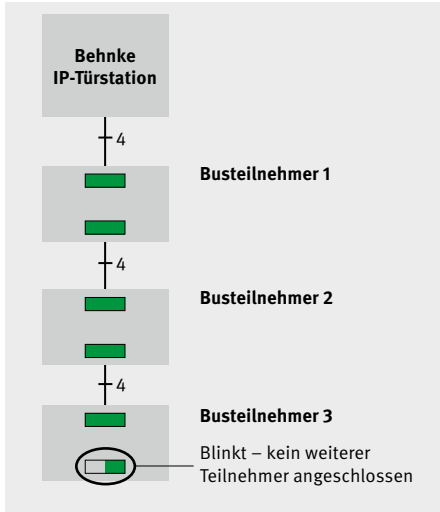 Behnke
IP-Türstation
4
Busteilnehmer 1
4
Busteilnehmer 2
4
Busteilnehmer 3
Blinkt – kein weiterer
Teilnehmer angeschlossen